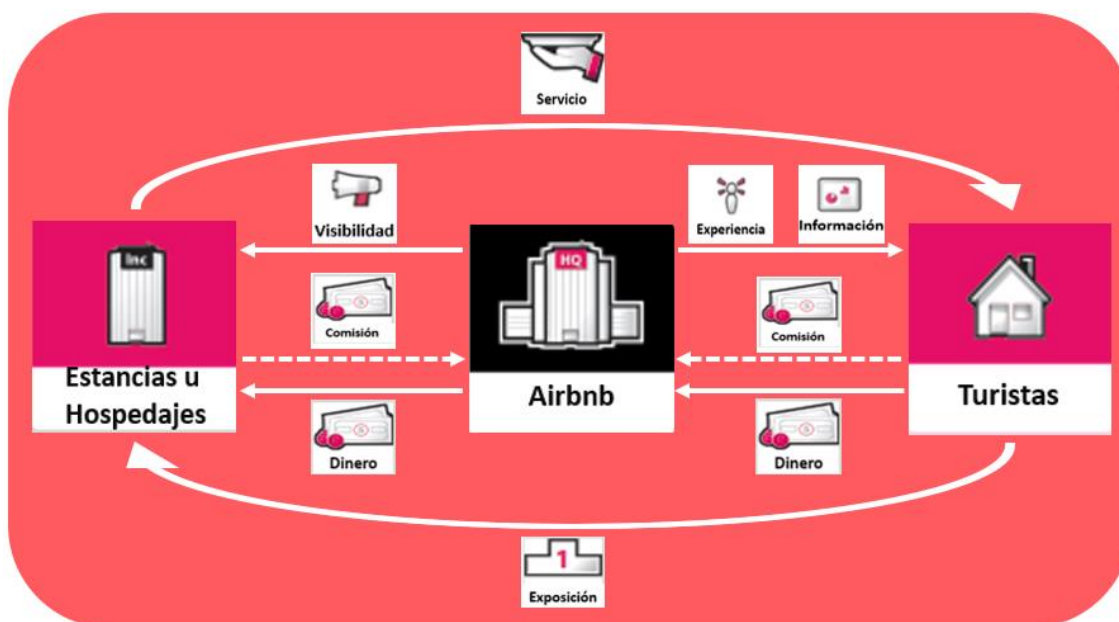 Servicio
Visibilidad
Experiencia
Información
Inc
HQ
Comisión
Comisión
Estancias u
Hospedajes
Airbnb
Turistas
Dinero
Dinero
1
Exposición